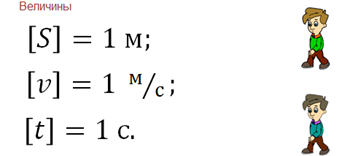 Величины
[S] = 1 м;
[v] = 1 м/с;
[t] = 1 с.